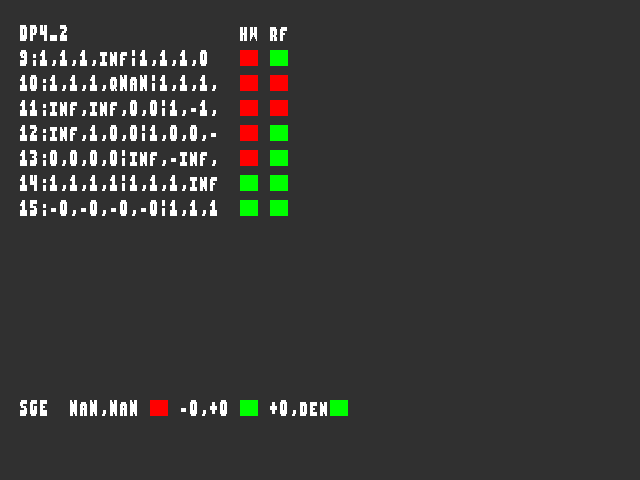 DP4_2 HW RF
9:1,1,1,INF|1,1,1,0
10:1,1,1,QNAN|1,1,1,
11:INF,INF,0,0|1,-1,
12:INF,1,0,0|1,0,0,-
13:0,0,0,0|INF,-INF,
14:1,1,1,1|1,1,1,INF
15:-0,-0,-0,-0|1,1,1
SGE NAN,NAN -0,+0 +0,DEN